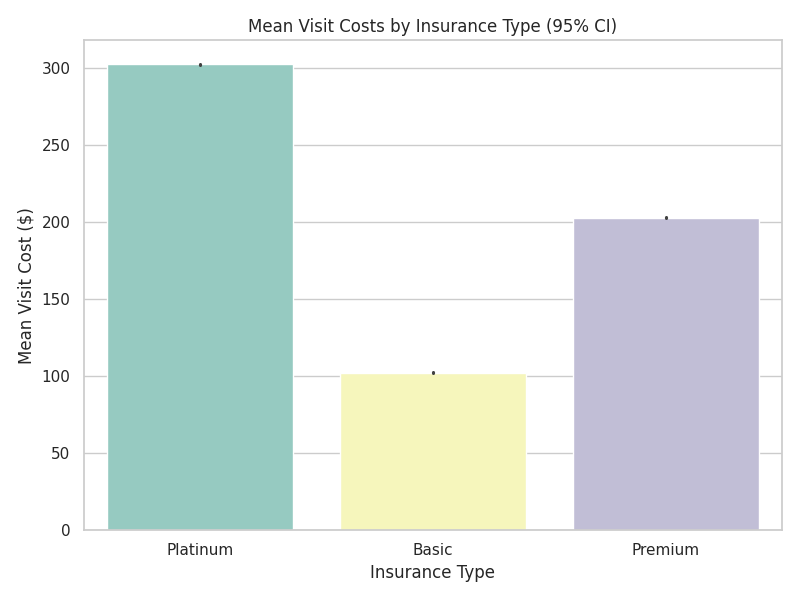 Mean Visit Costs by Insurance Type (95% CI)
Mean Visit Cost ($)
300
250
200
150
100
50
0
Platinum
Basic
Premium
Insurance Type